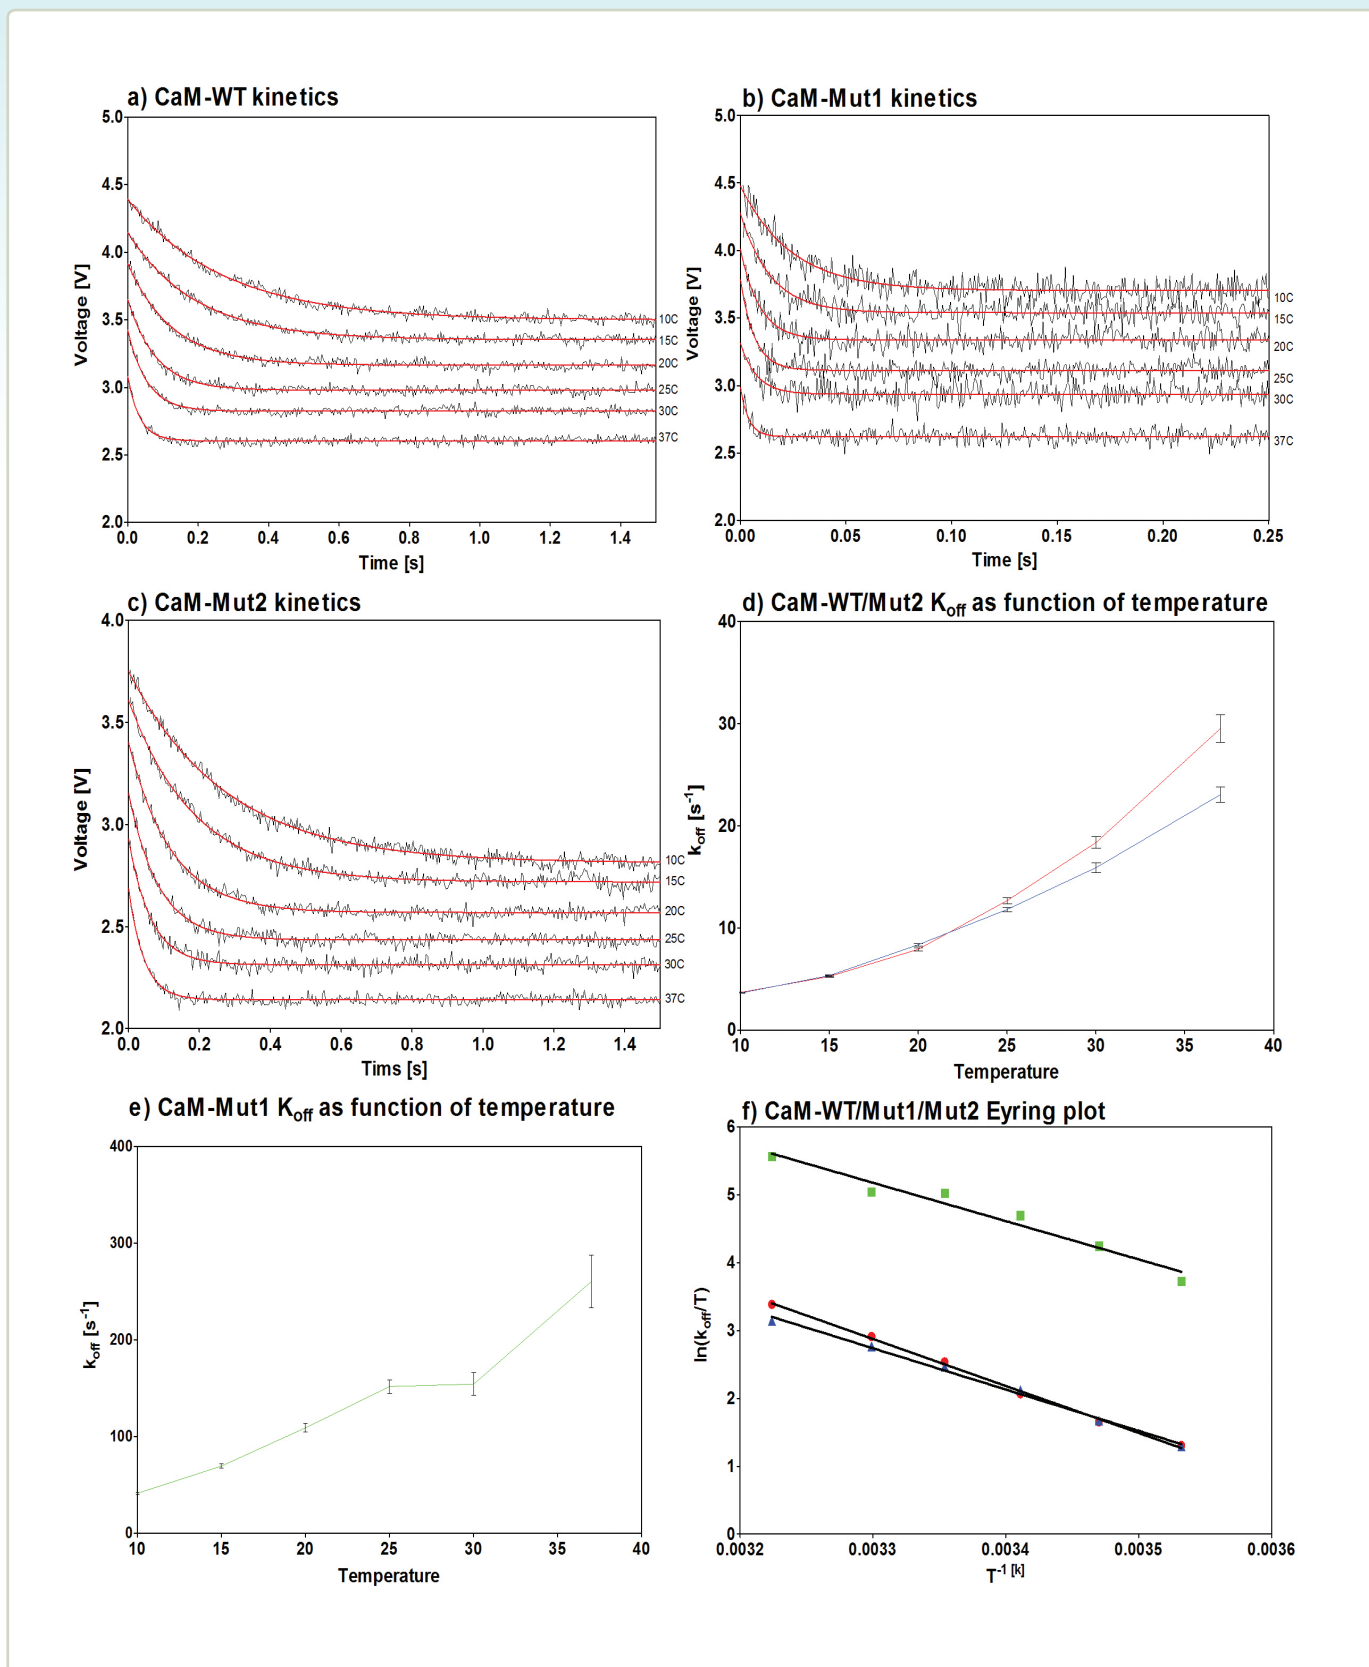 a) CaM-WT kinetics
5.0
4.5
4.0
3.5
3.0
2.5
2.0
Voltage [V]
10C
15C
20C
25C
30C
37C
0.0 0.2 0.4 0.6 0.8 1.0 1.2 1.4
Time [s]
b) CaM-Mut1 kinetics
5.0
4.5
4.0
3.5
3.0
2.5
2.0
Voltage [V]
10C
15C
20C
25C
30C
37C
0.00 0.05 0.10 0.15 0.20 0.25
Time [s]
c) CaM-Mut2 kinetics
4.0
3.5
3.0
2.5
2.0
Voltage [V]
10C
15C
20C
25C
30C
37C
0.0 0.2 0.4 0.6 0.8 1.0 1.2 1.4
Tims [s]
d) CaM-WT/Mut2 Koff as function of temperature
40
30
20
10
0
koff [s-1]
10 15 20 25 30 35 40
Temperature
e) CaM-Mut1 Koff as function of temperature
400
300
200
100
0
koff [s-1]
10 15 20 25 30 35 40
Temperature
f) CaM-WT/Mut1/Mut2 Eyring plot
6
5
4
3
2
1
0
ln(koff/T)
0.0032 0.0033 0.0034 0.0035 0.0036
T-1 [k]